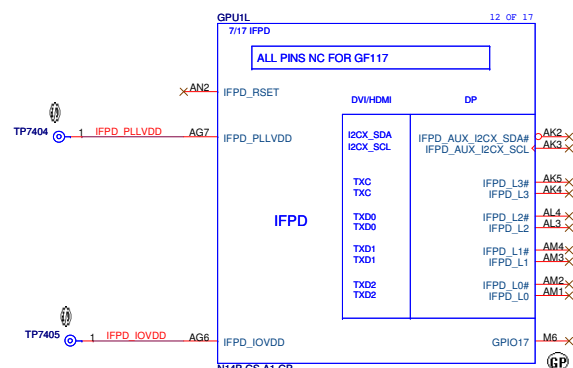 GPU1L 12 OF 17
7/17 IFPD
ALL PINS NC FOR GF117
AN2 IFPD_RSET
DVI/HDMI DP
TP7404 1 IFPD_PLLVDD AG7 IFPD_PLLVDD
I2CX_SDA IFPD_AUX_I2CX_SDA# AK2
I2CX_SCL IFPD_AUX_I2CX_SCL AK3
TXC IFPD_L3# AK5
TXC IFPD_L3 AK4
IFPD
TXD0 IFPD_L2# AL4
TXD0 IFPD_L2 AL3
TXD1 IFPD_L1# AM4
TXD1 IFPD_L1 AM3
TXD2 IFPD_L0# AM2
TXD2 IFPD_L0 AM1
TP7405 1 IFPD_IOVDD AG6 IFPD_IOVDD
GPIO17 M6
GP